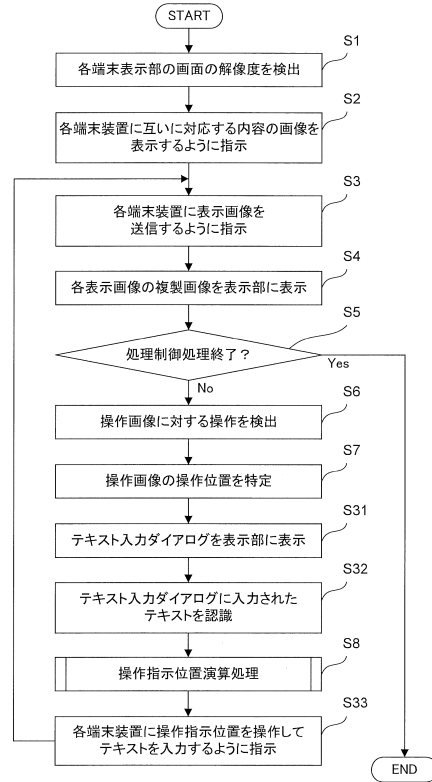 START
S1
各端末表示部の画面の解像度を検出
S2
各端末装置に互いに対応する内容の画像を
表示するように指示
S3
各端末装置に表示画像を
送信するように指示
S4
各表示画像の複製画像を表示部に表示
S5
処理制御処理終了？
Yes
No
S6
操作画像に対する操作を検出
S7
操作画像の操作位置を特定
S31
テキスト入力ダイアログを表示部に表示
S32
テキスト入力ダイアログに入力された
テキストを認識
S8
操作指示位置演算処理
S33
各端末装置に操作指示位置を操作して
テキストを入力するように指示
END